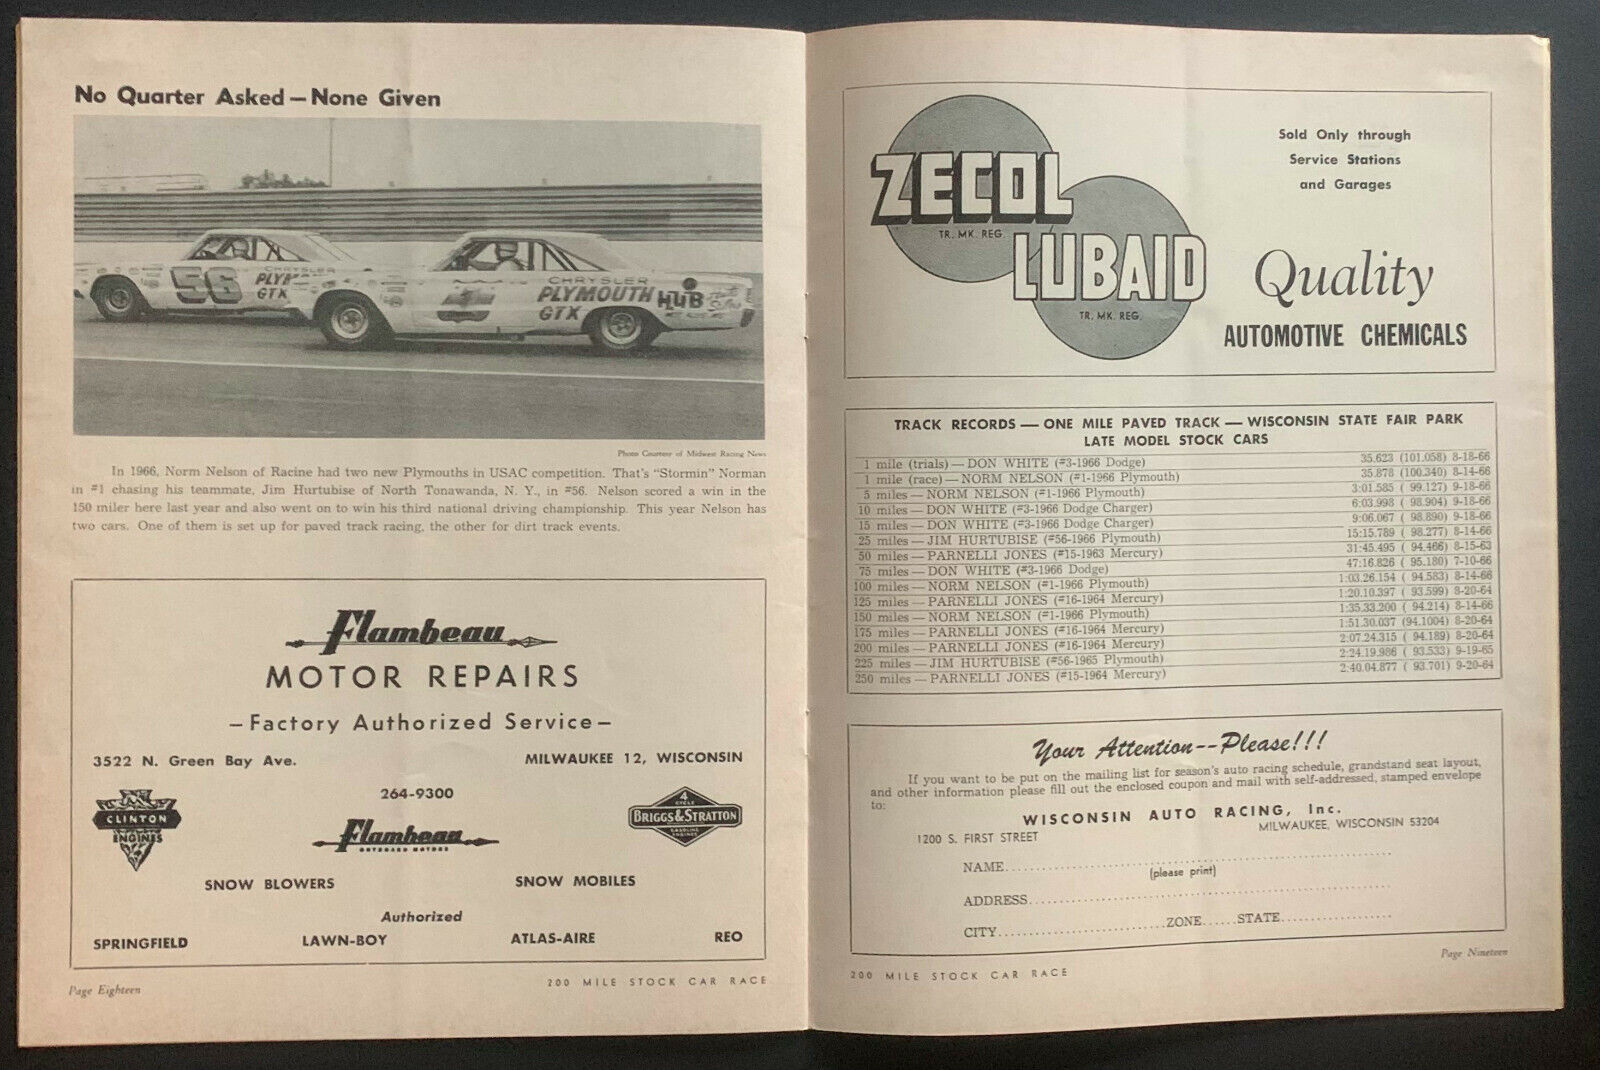 No Quarter Asked — None Given
56
CHRYSLER
PLYM
GTX
1
CHRYSLER
PLYMOUTH
GTX
HUB
Photo Courtesy of Midwest Racing News
In 1966, Norm Nelson of Racine had two new Plymouths in USAC competition. That's "Stormin" Norman
in #1 chasing his teammate, Jim Hurtubise of North Tonawanda, N. Y., in #56. Nelson scored a win in the
150 miler here last year and also went on to win his third national driving championship. This year Nelson has
two cars. One of them is set up for paved track racing, the other for dirt track events.
Flambeau
MOTOR REPAIRS
– Factory Authorized Service –
3522 N. Green Bay Ave. MILWAUKEE 12, WISCONSIN
264-9300
CLINTON
ENGINES
Flambeau
OUTBOARD MOTORS
4
CYCLE
BRIGGS & STRATTON
GASOLINE
ENGINES
SNOW BLOWERS SNOW MOBILES
Authorized
SPRINGFIELD LAWN-BOY ATLAS-AIRE REO
Page Eighteen 200 MILE STOCK CAR RACE
ZECOL
TR. MK. REG.
LUBAID
TR. MK. REG.
Sold Only through
Service Stations
and Garages
Quality
AUTOMOTIVE CHEMICALS
TRACK RECORDS — ONE MILE PAVED TRACK — WISCONSIN STATE FAIR PARK
LATE MODEL STOCK CARS
1 mile (trials) — DON WHITE (#3-1966 Dodge) 35.623 (101.058) 8-18-66
1 mile (race) — NORM NELSON (#1-1966 Plymouth) 35.878 (100.340) 8-14-66
5 miles — NORM NELSON (#1-1966 Plymouth) 3:01.585 ( 99.127) 9-18-66
10 miles — DON WHITE (#3-1966 Dodge Charger) 6:03.998 ( 98.904) 9-18-66
15 miles — DON WHITE (#3-1966 Dodge Charger) 9:06.067 ( 98.890) 9-18-66
25 miles — JIM HURTUBISE (#56-1966 Plymouth) 15:15.789 ( 98.277) 8-14-66
50 miles — PARNELLI JONES (#15-1963 Mercury) 31:45.495 ( 94.466) 8-15-63
75 miles — DON WHITE (#3-1966 Dodge) 47:16.826 ( 95.180) 7-10-66
100 miles — NORM NELSON (#1-1966 Plymouth) 1:03.26.154 ( 94.583) 8-14-66
125 miles — PARNELLI JONES (#16-1964 Mercury) 1:20.10.397 ( 93.599) 8-20-64
150 miles — NORM NELSON (#1-1966 Plymouth) 1:35.33.200 ( 94.214) 8-14-66
175 miles — PARNELLI JONES (#16-1964 Mercury) 1:51.30.037 (94.1004) 8-20-64
200 miles — PARNELLI JONES (#16-1964 Mercury) 2:07.24.315 ( 94.189) 8-20-64
225 miles — JIM HURTUBISE (#56-1965 Plymouth) 2:24.19.986 ( 93.533) 9-19-65
250 miles — PARNELLI JONES (#15-1964 Mercury) 2:40.04.877 ( 93.701) 9-20-64
Your Attention--Please!!!
If you want to be put on the mailing list for season's auto racing schedule, grandstand seat layout,
and other information please fill out the enclosed coupon and mail with self-addressed, stamped envelope
to:
WISCONSIN AUTO RACING, Inc.
1200 S. FIRST STREET MILWAUKEE, WISCONSIN 53204
NAME
(please print)
ADDRESS
CITY ZONE STATE
200 MILE STOCK CAR RACE Page Nineteen